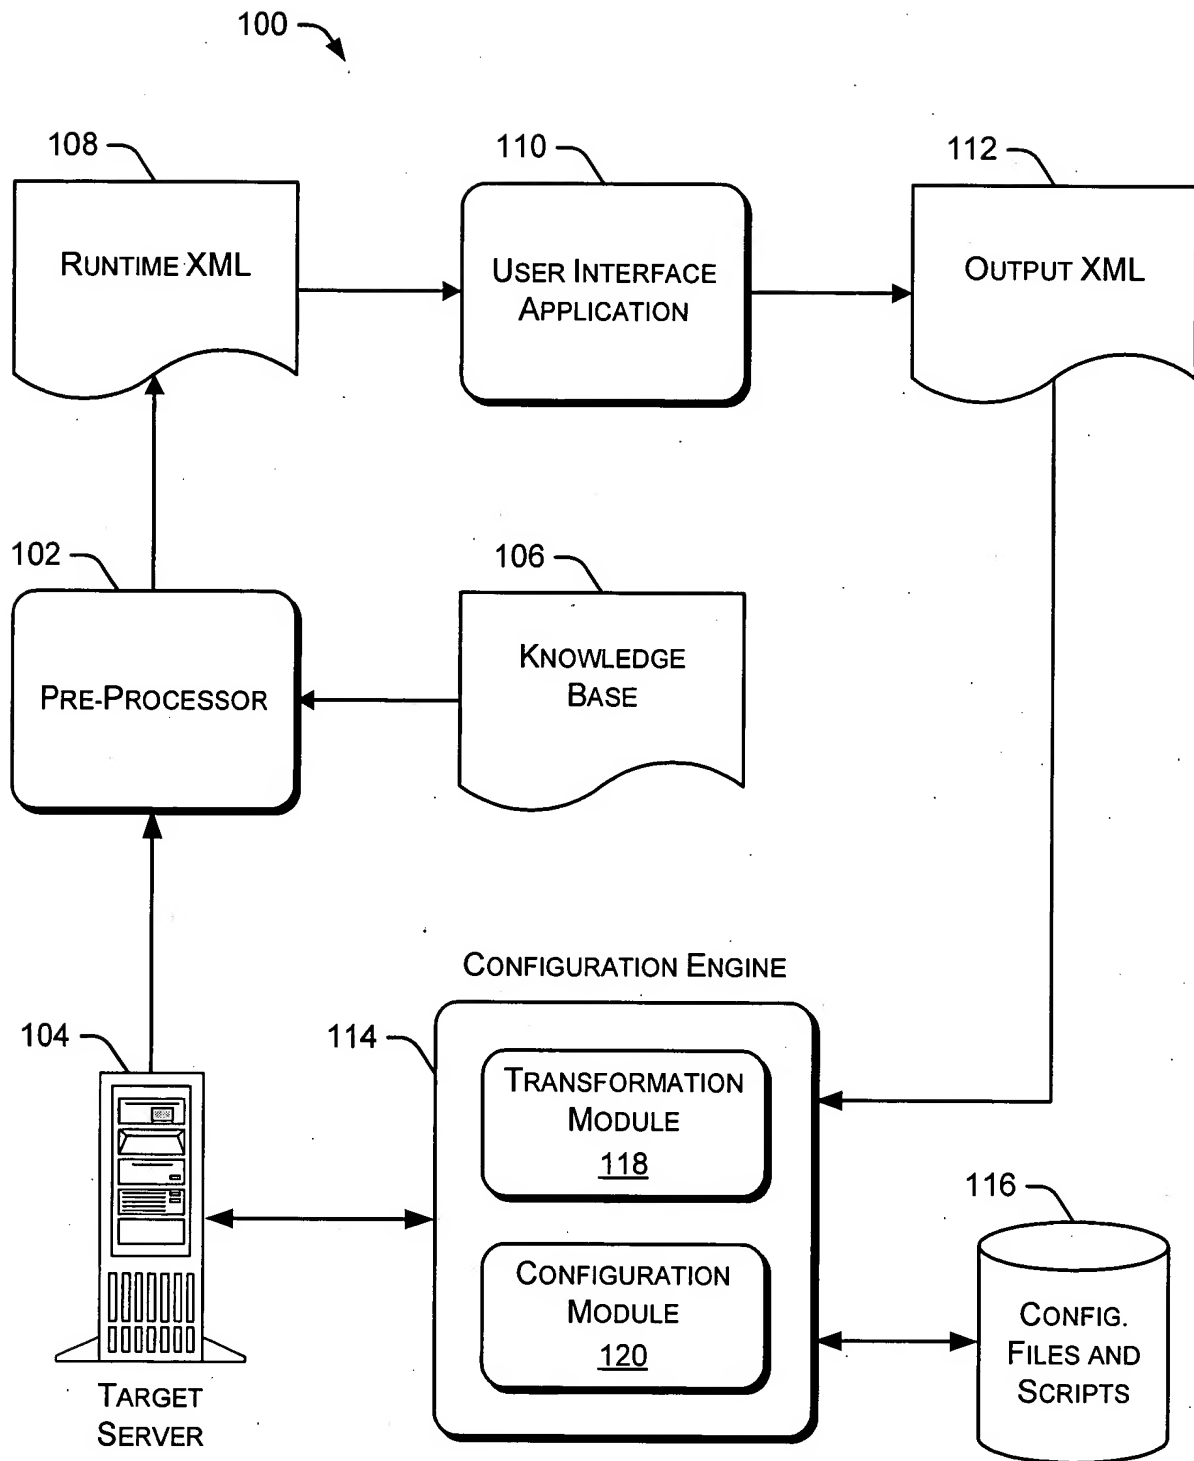 100
108
110
112
RUNTIME XML
USER INTERFACE
APPLICATION
OUTPUT XML
102
106
PRE-PROCESSOR
KNOWLEDGE
BASE
CONFIGURATION ENGINE
104
114
TRANSFORMATION
MODULE
118
116
CONFIGURATION
MODULE
120
CONFIG.
FILES AND
SCRIPTS
TARGET
SERVER